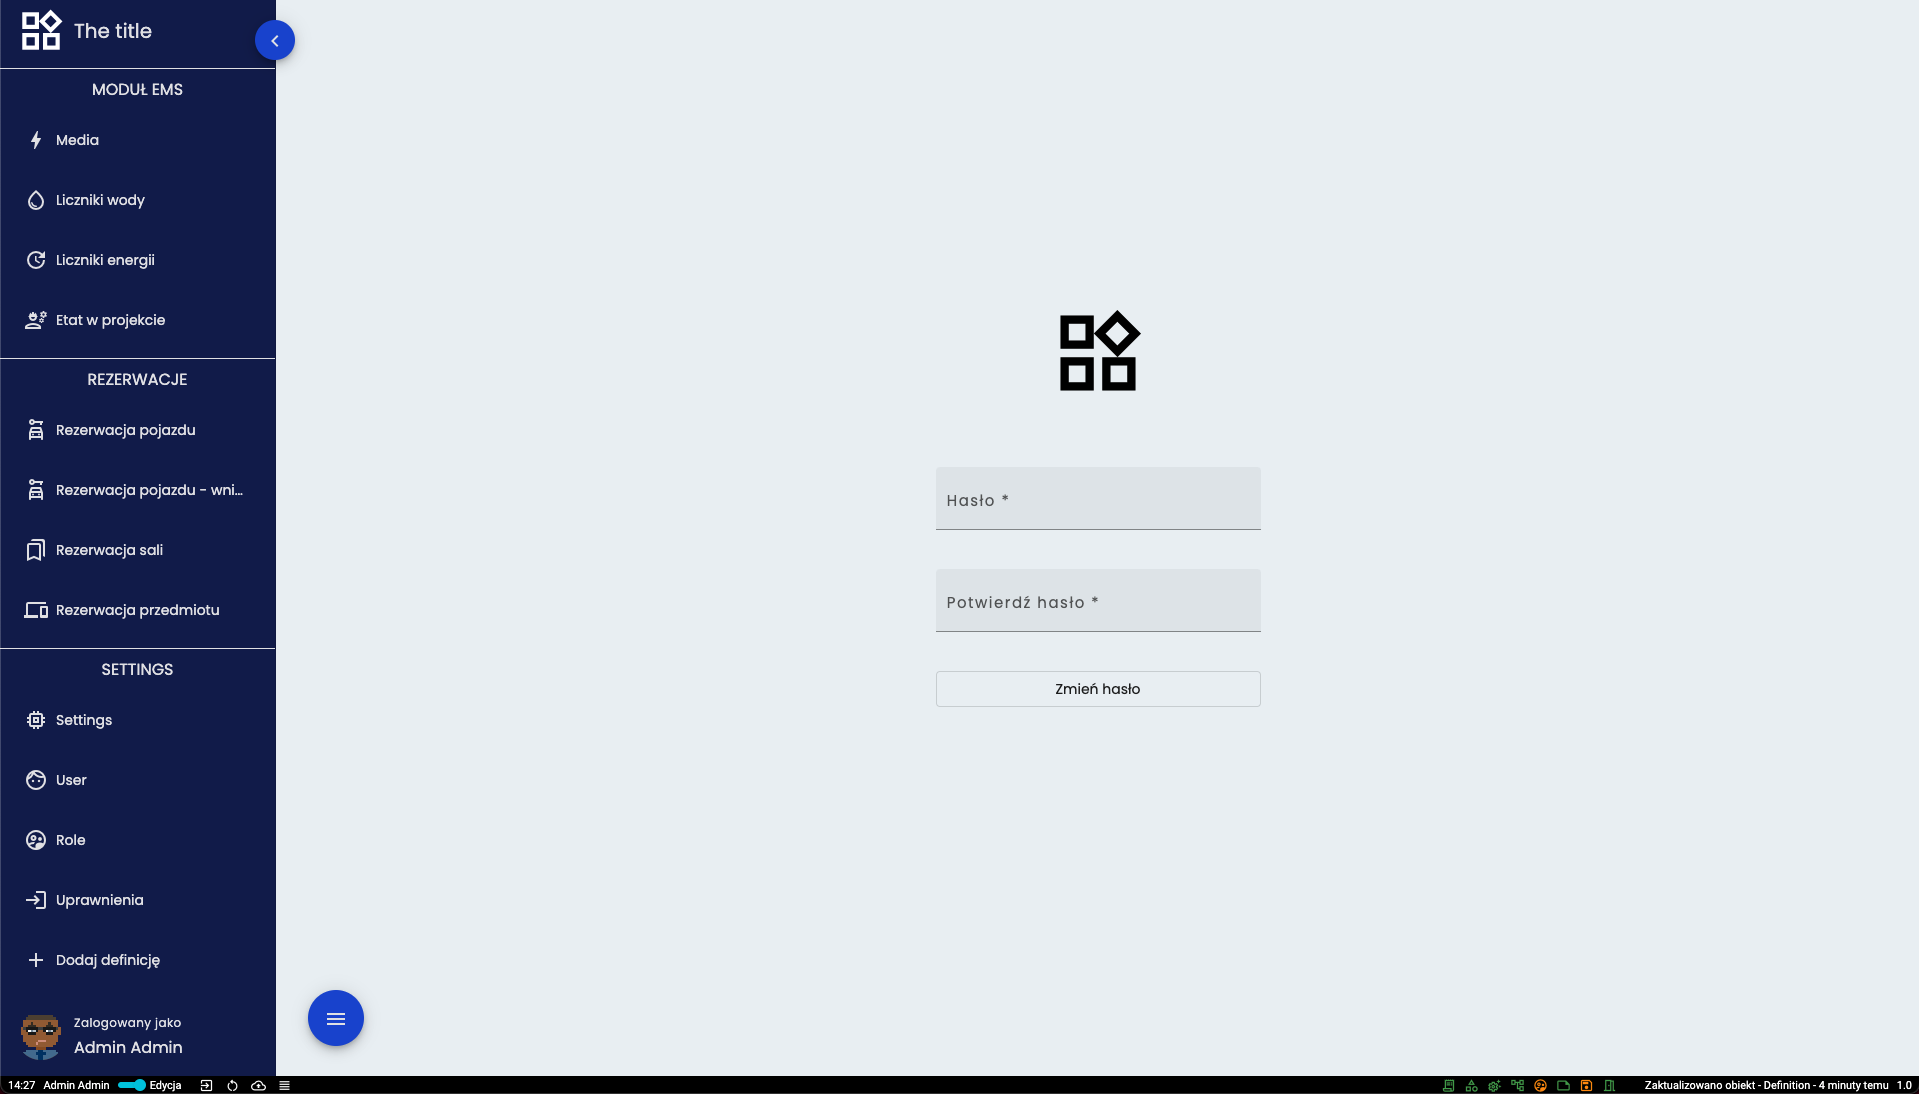 The title
MODUŁ EMS
Media
Liczniki wody
Liczniki energii
Etat w projekcie
REZERWACJE
Rezerwacja pojazdu
Rezerwacja pojazdu - wni...
Rezerwacja sali
Rezerwacja przedmiotu
SETTINGS
Settings
User
Role
Uprawnienia
Dodaj definicję
Zalogowany jako
Admin Admin
Hasło *
Potwierdź hasło *
Zmień hasło
14:27 Admin Admin Edycja
Zaktualizowano obiekt - Definition - 4 minuty temu 1.0